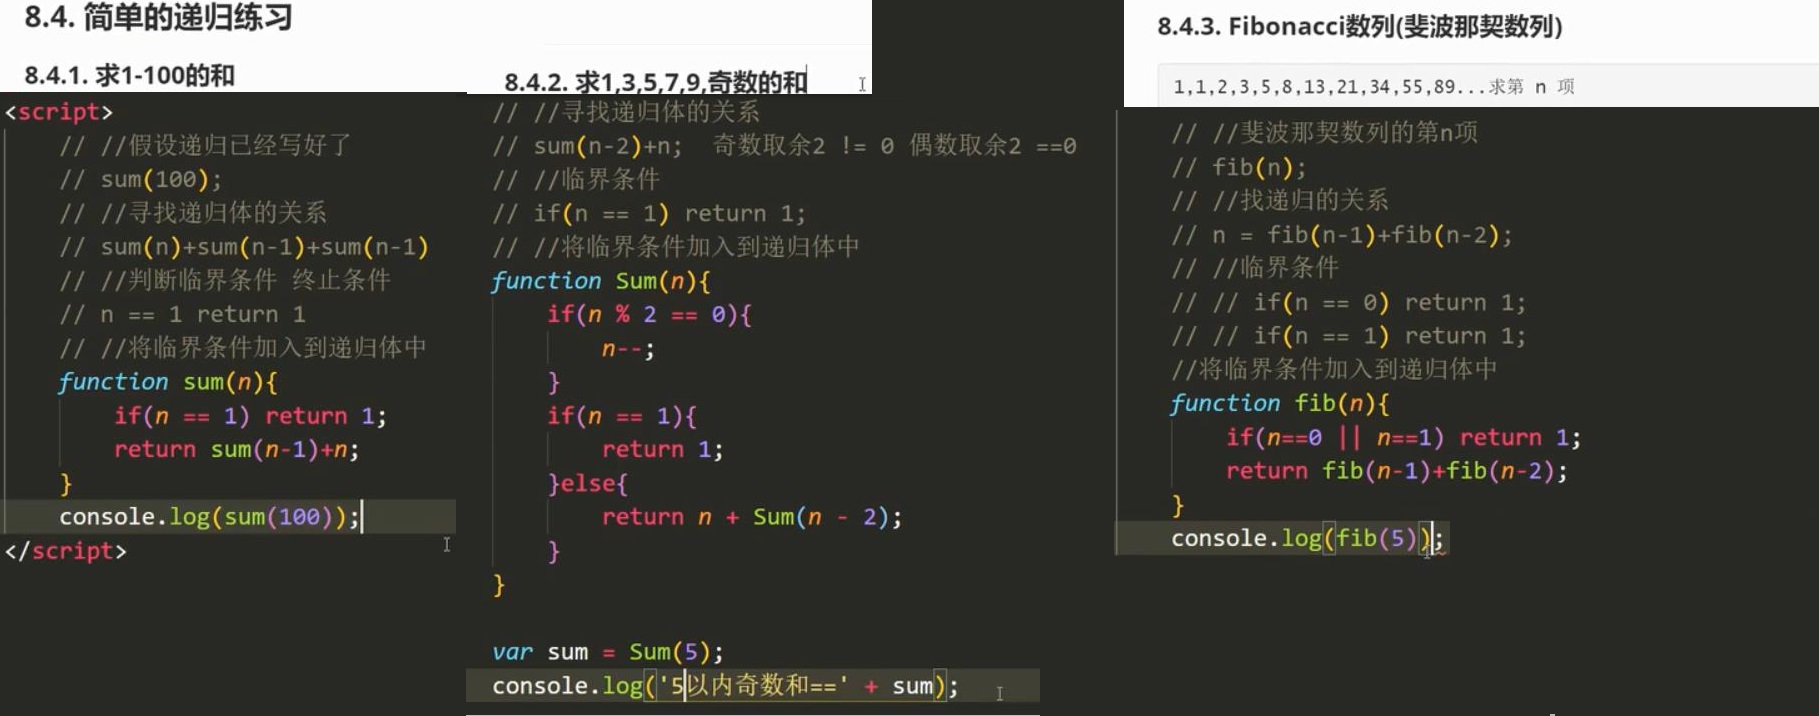 8.4. 简单的递归练习
8.4.1. 求1-100的和
<script>
// //假设递归已经写好了
// sum(100);
// //寻找递归体的关系
// sum(n)+sum(n-1)+sum(n-1)
// //判断临界条件 终止条件
// n == 1 return 1
// //将临界条件加入到递归体中
function sum(n){
if(n == 1) return 1;
return sum(n-1)+n;
}
console.log(sum(100));
</script>
8.4.2. 求1,3,5,7,9,奇数的和
// //寻找递归体的关系
// sum(n-2)+n; 奇数取余2 != 0 偶数取余2 ==0
// //临界条件
// if(n == 1) return 1;
// //将临界条件加入到递归体中
function Sum(n){
if(n % 2 == 0){
n--;
}
if(n == 1){
return 1;
}else{
return n + Sum(n - 2);
}
}
var sum = Sum(5);
console.log('5以内奇数和==' + sum);
8.4.3. Fibonacci数列(斐波那契数列)
1,1,2,3,5,8,13,21,34,55,89...求第 n 项
// //斐波那契数列的第n项
// fib(n);
// //找递归的关系
// n = fib(n-1)+fib(n-2);
// //临界条件
// // if(n == 0) return 1;
// // if(n == 1) return 1;
//将临界条件加入到递归体中
function fib(n){
if(n==0 || n==1) return 1;
return fib(n-1)+fib(n-2);
}
console.log(fib(5));